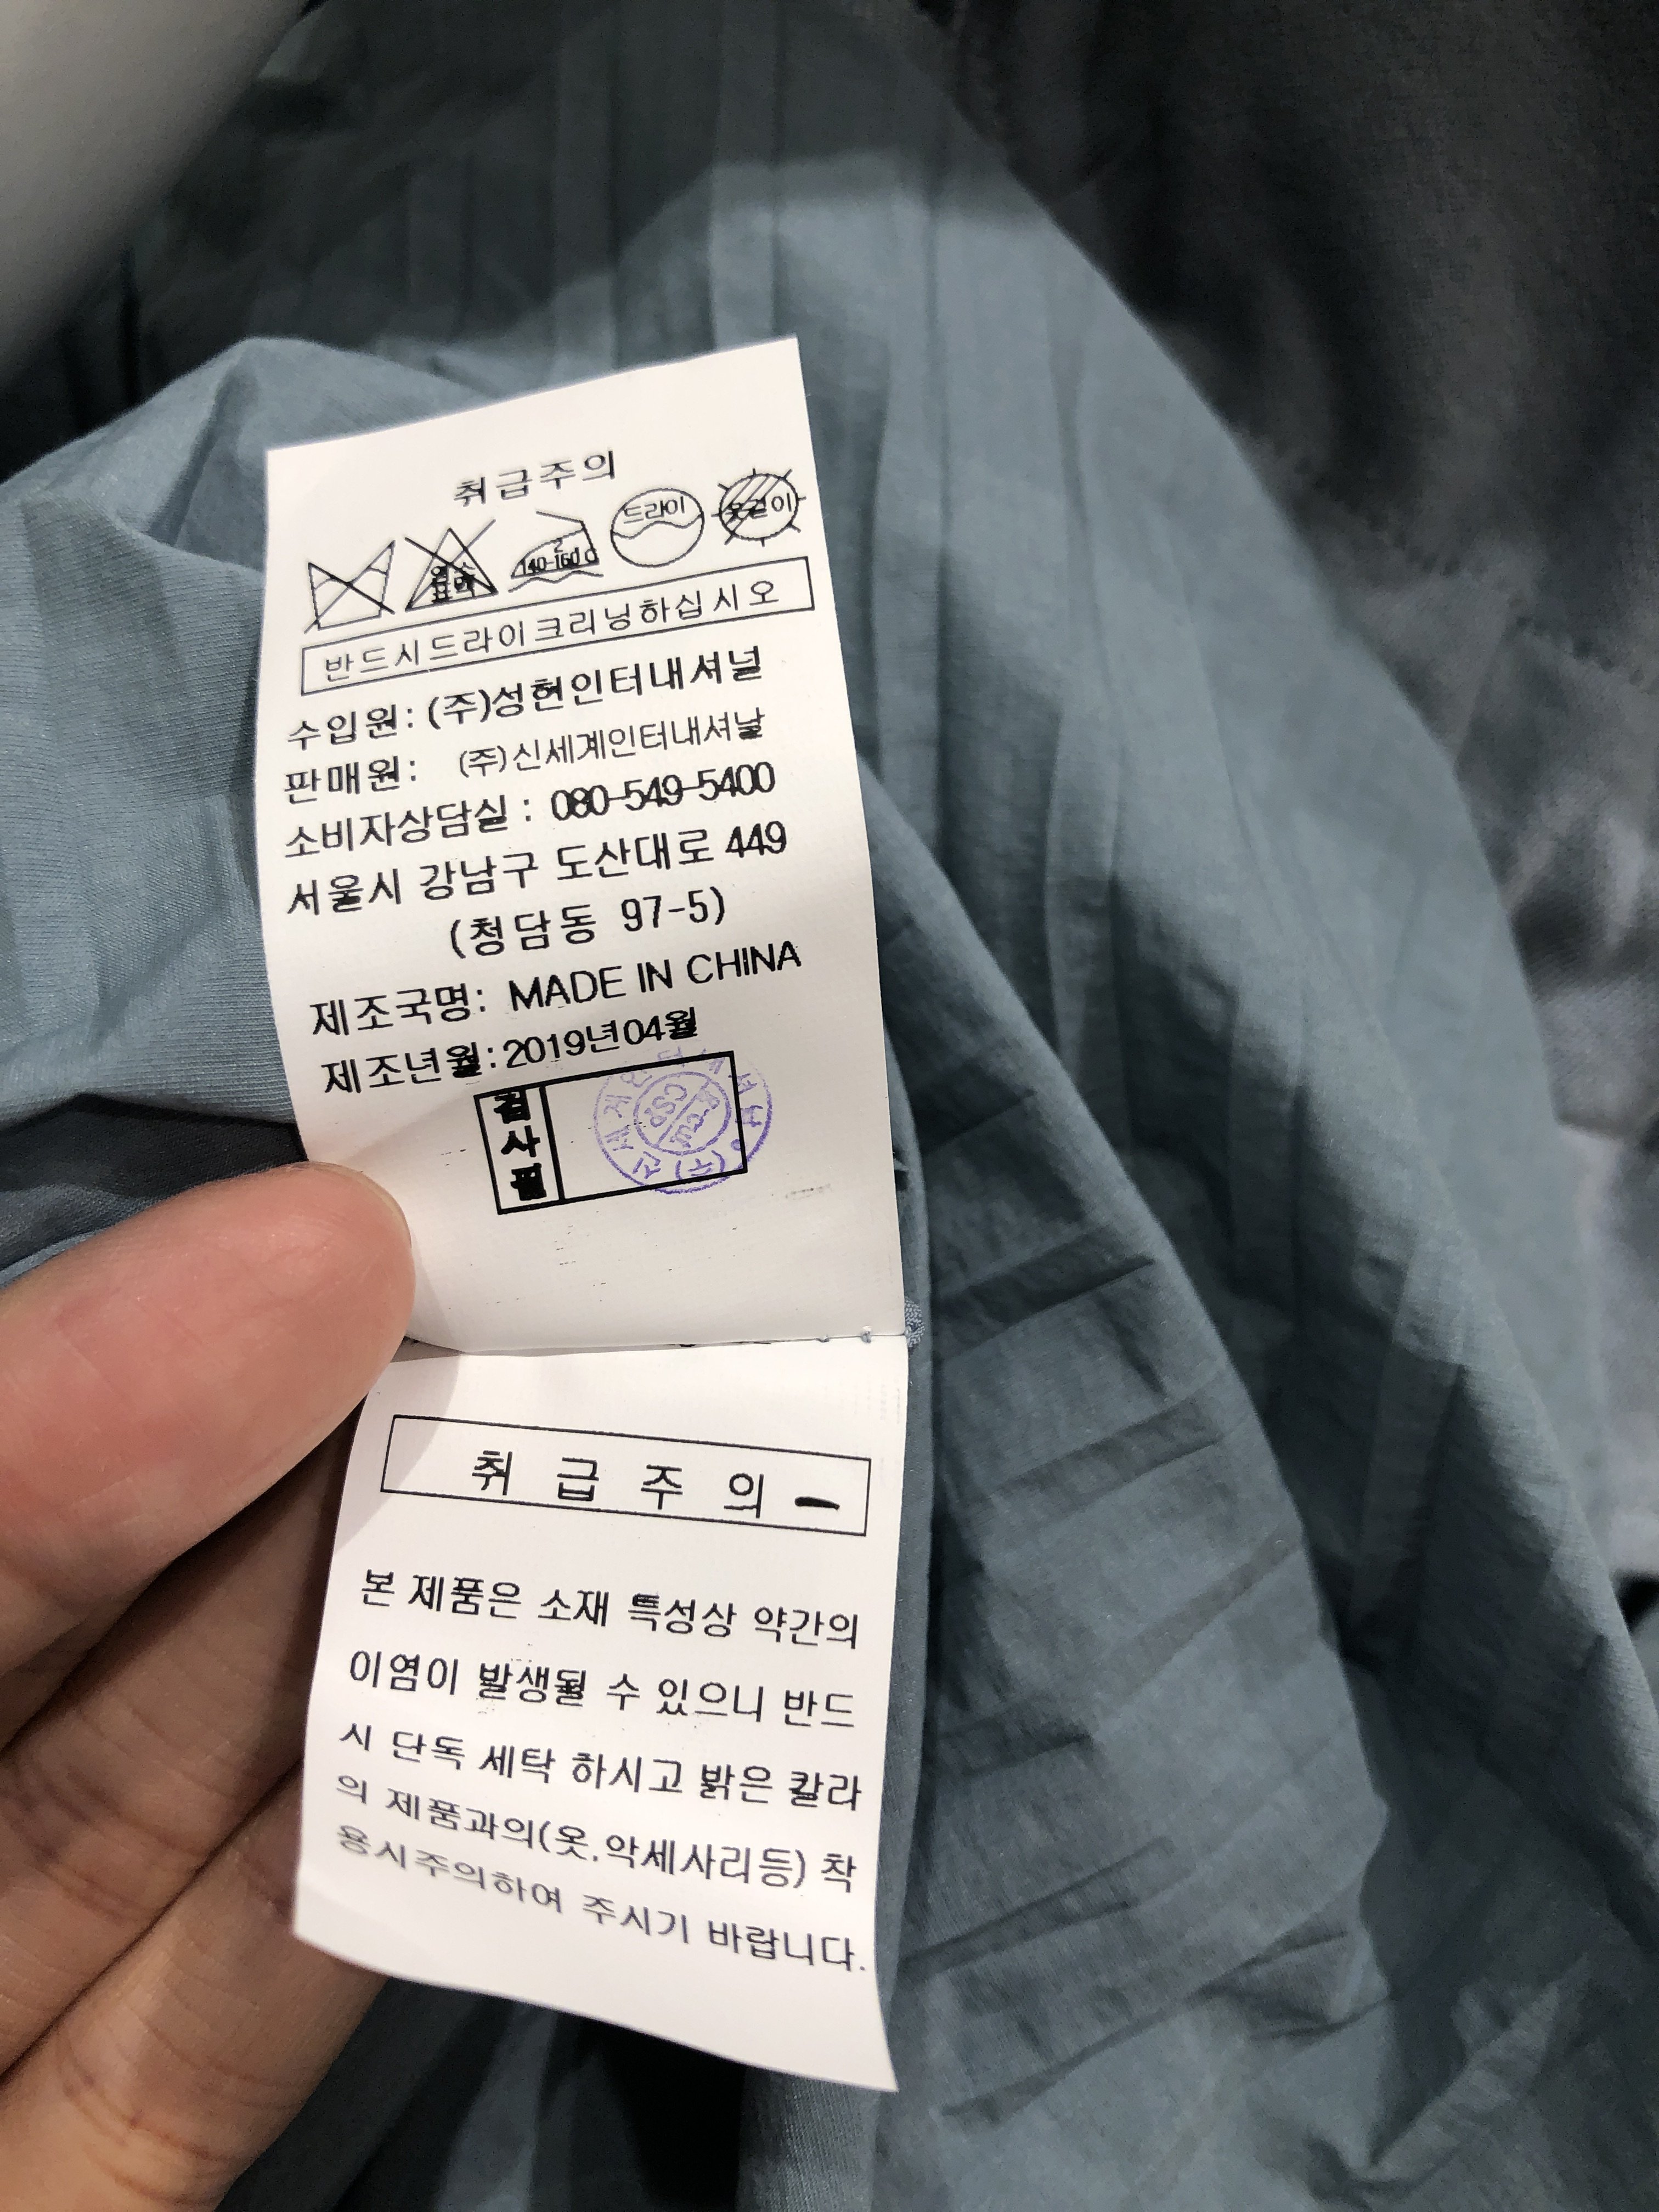 취급주의
염소
표백
2
140-160℃
드라이
옷걸이
반드시드라이크리닝하십시오
수입원: (주)성현인터내셔널
판매원: (주)신세계인터내셔날
소비자상담실 : 080-549-5400
서울시 강남구 도산대로 449
(청담동 97-5)
제조국명: MADE IN CHINA
제조년월: 2019년04월
검사필
취 급 주 의
본 제품은 소재 특성상 약간의
이염이 발생될 수 있으니 반드
시 단독 세탁 하시고 밝은 칼라
의 제품과의(옷.악세사리등) 착
용시주의하여 주시기 바랍니다.